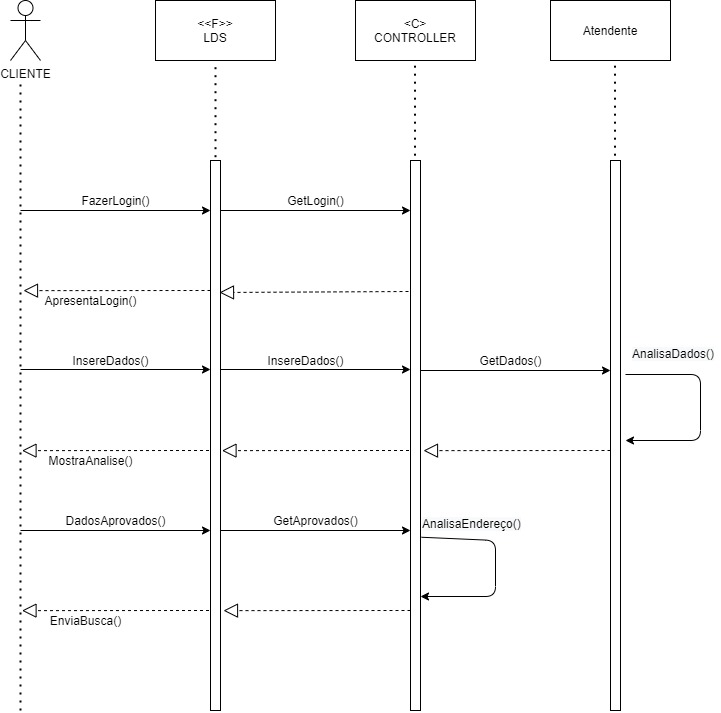 <<F>>
LDS
<C>
CONTROLLER
Atendente
CLIENTE
FazerLogin()
GetLogin()
ApresentaLogin()
InsereDados()
InsereDados()
GetDados()
AnalisaDados()
MostraAnalise()
DadosAprovados()
GetAprovados()
AnalisaEndereço()
EnviaBusca()